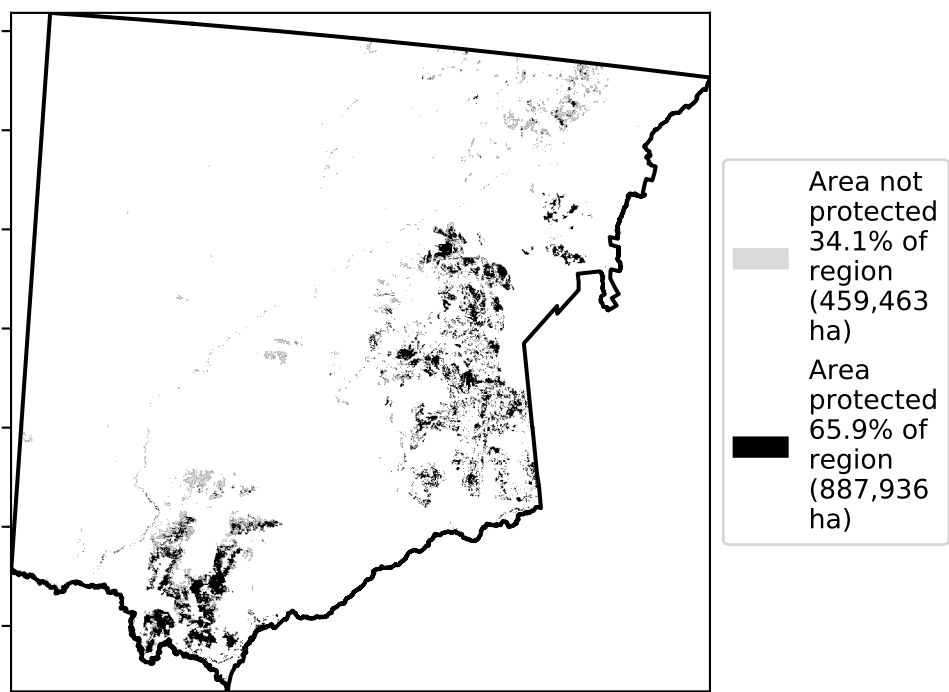 Area not
protected
34.1% of
region
(459,463
ha)
Area
protected
65.9% of
region
(887,936
ha)